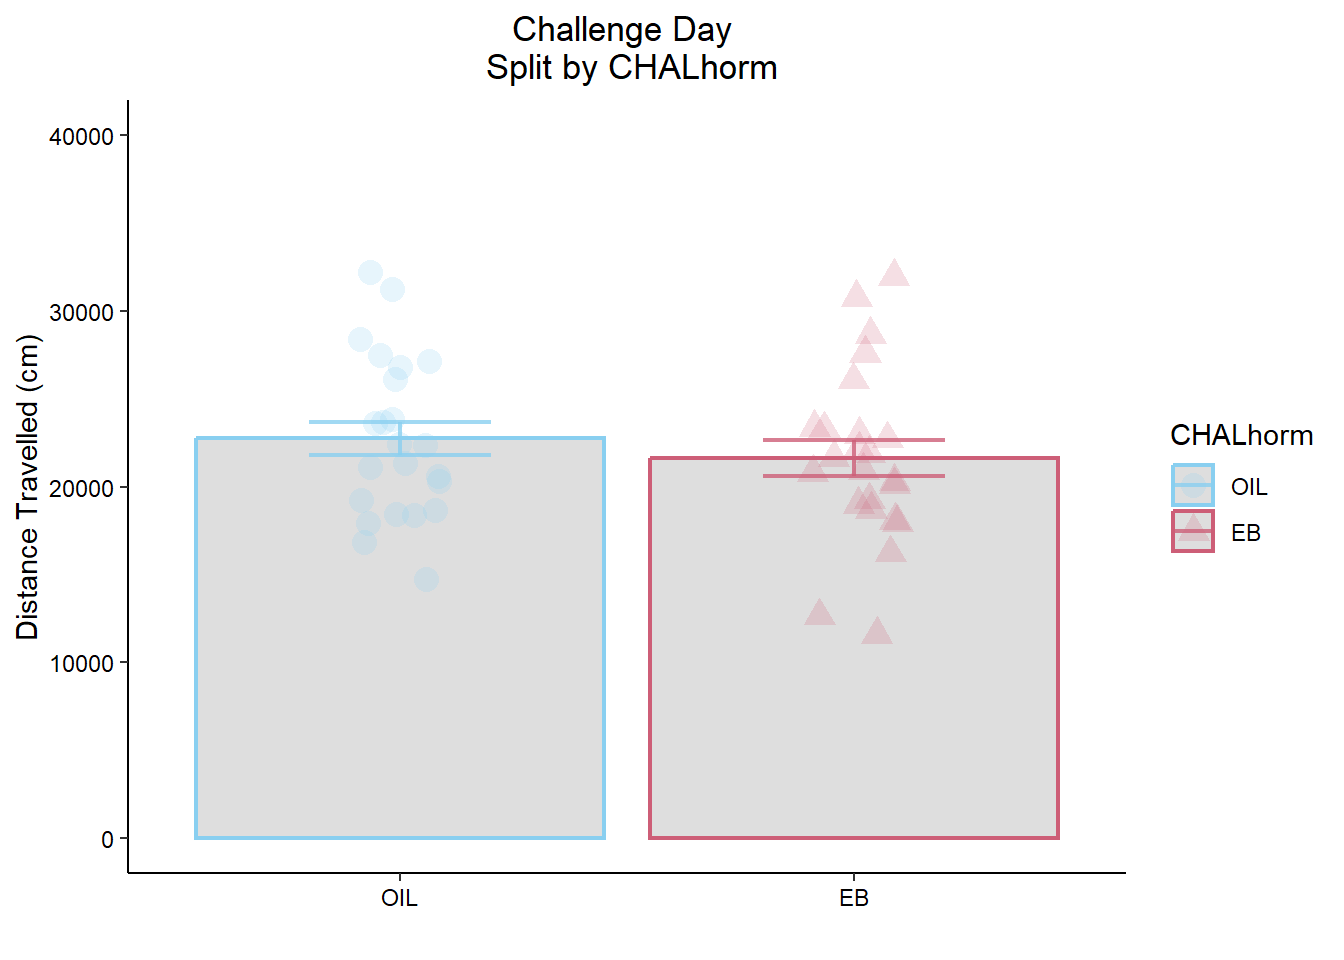 Challenge Day
Split by CHALhorm
Distance Travelled (cm)
40000
30000
20000
10000
0
OIL
EB
CHALhorm
OIL
EB